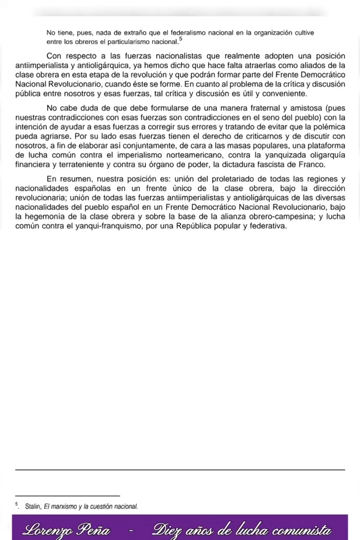 No tiene, pues, nada de extraño que el federalismo nacional en la organización cultive
entre los obreros el particularismo nacional.5
Con respecto a las fuerzas nacionalistas que realmente adopten una posición
antiimperialista y antioligárquica, ya hemos dicho que hace falta atraerlas como aliados de la
clase obrera en esta etapa de la revolución y que podrán formar parte del Frente Democrático
Nacional Revolucionario, cuando éste se forme. En cuanto al problema de la crítica y discusión
pública entre nosotros y esas fuerzas, tal crítica y discusión es útil y conveniente.
No cabe duda de que debe formularse de una manera fraternal y amistosa (pues
nuestras contradicciones con esas fuerzas son contradicciones en el seno del pueblo) con la
intención de ayudar a esas fuerzas a corregir sus errores y tratando de evitar que la polémica
pueda agriarse. Por su lado esas fuerzas tienen el derecho de criticarnos y de discutir con
nosotros, a fin de elaborar así conjuntamente, de cara a las masas populares, una plataforma
de lucha común contra el imperialismo norteamericano, contra la yanquizada oligarquía
financiera y terrateniente y contra su órgano de poder, la dictadura fascista de Franco.
En resumen, nuestra posición es: unión del proletariado de todas las regiones y
nacionalidades españolas en un frente único de la clase obrera, bajo la dirección
revolucionaria; unión de todas las fuerzas antiimperialistas y antioligárquicas de las diversas
nacionalidades del pueblo español en un Frente Democrático Nacional Revolucionario, bajo
la hegemonía de la clase obrera y sobre la base de la alianza obrero-campesina; y lucha
común contra el yanqui-franquismo, por una República popular y federativa.
5. Stalin, El marxismo y la cuestión nacional.
Lorenzo Peña - Diez años de lucha comunista